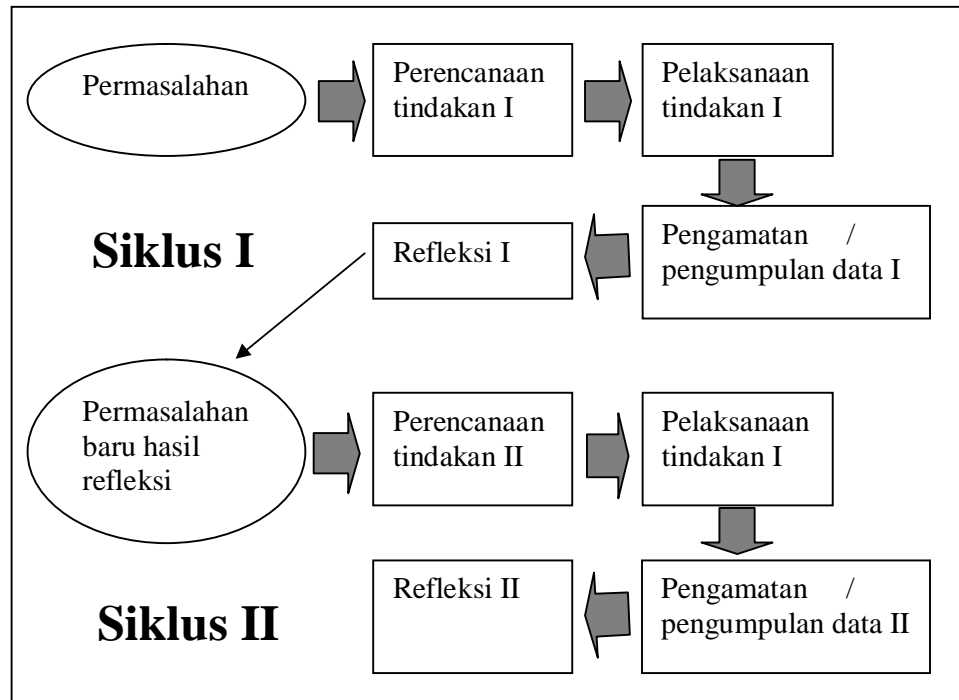 Permasalahan
Perencanaan
tindakan I
Pelaksanaan
tindakan I
Siklus I
Refleksi I
Pengamatan /
pengumpulan data I
Permasalahan
baru hasil
refleksi
Perencanaan
tindakan II
Pelaksanaan
tindakan I
Siklus II
Refleksi II
Pengamatan /
pengumpulan data II